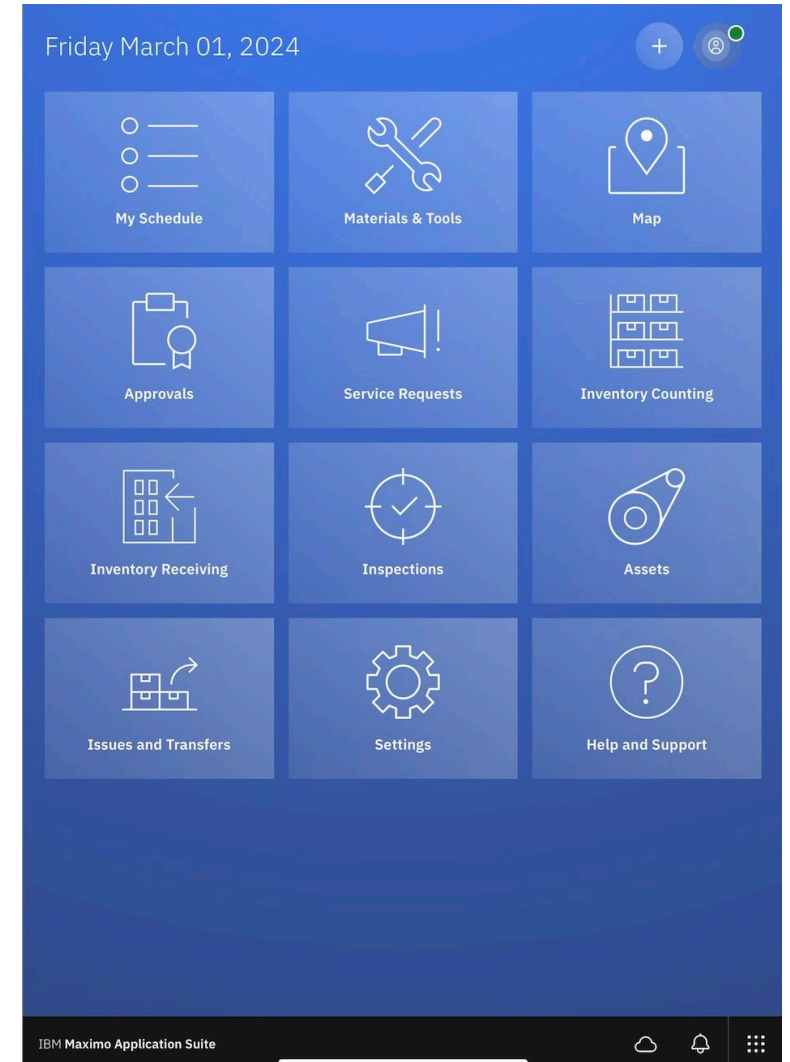 Friday March 01, 2024
My Schedule
Materials & Tools
Map
Approvals
Service Requests
Inventory Counting
Inventory Receiving
Inspections
Assets
Issues and Transfers
Settings
Help and Support
IBM Maximo Application Suite